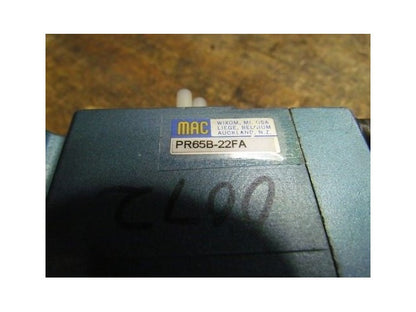 MAC
WIXOM, MI. USA
LIEGE, BELGIUM
AUCKLAND, N.Z.
PR65B-22FA